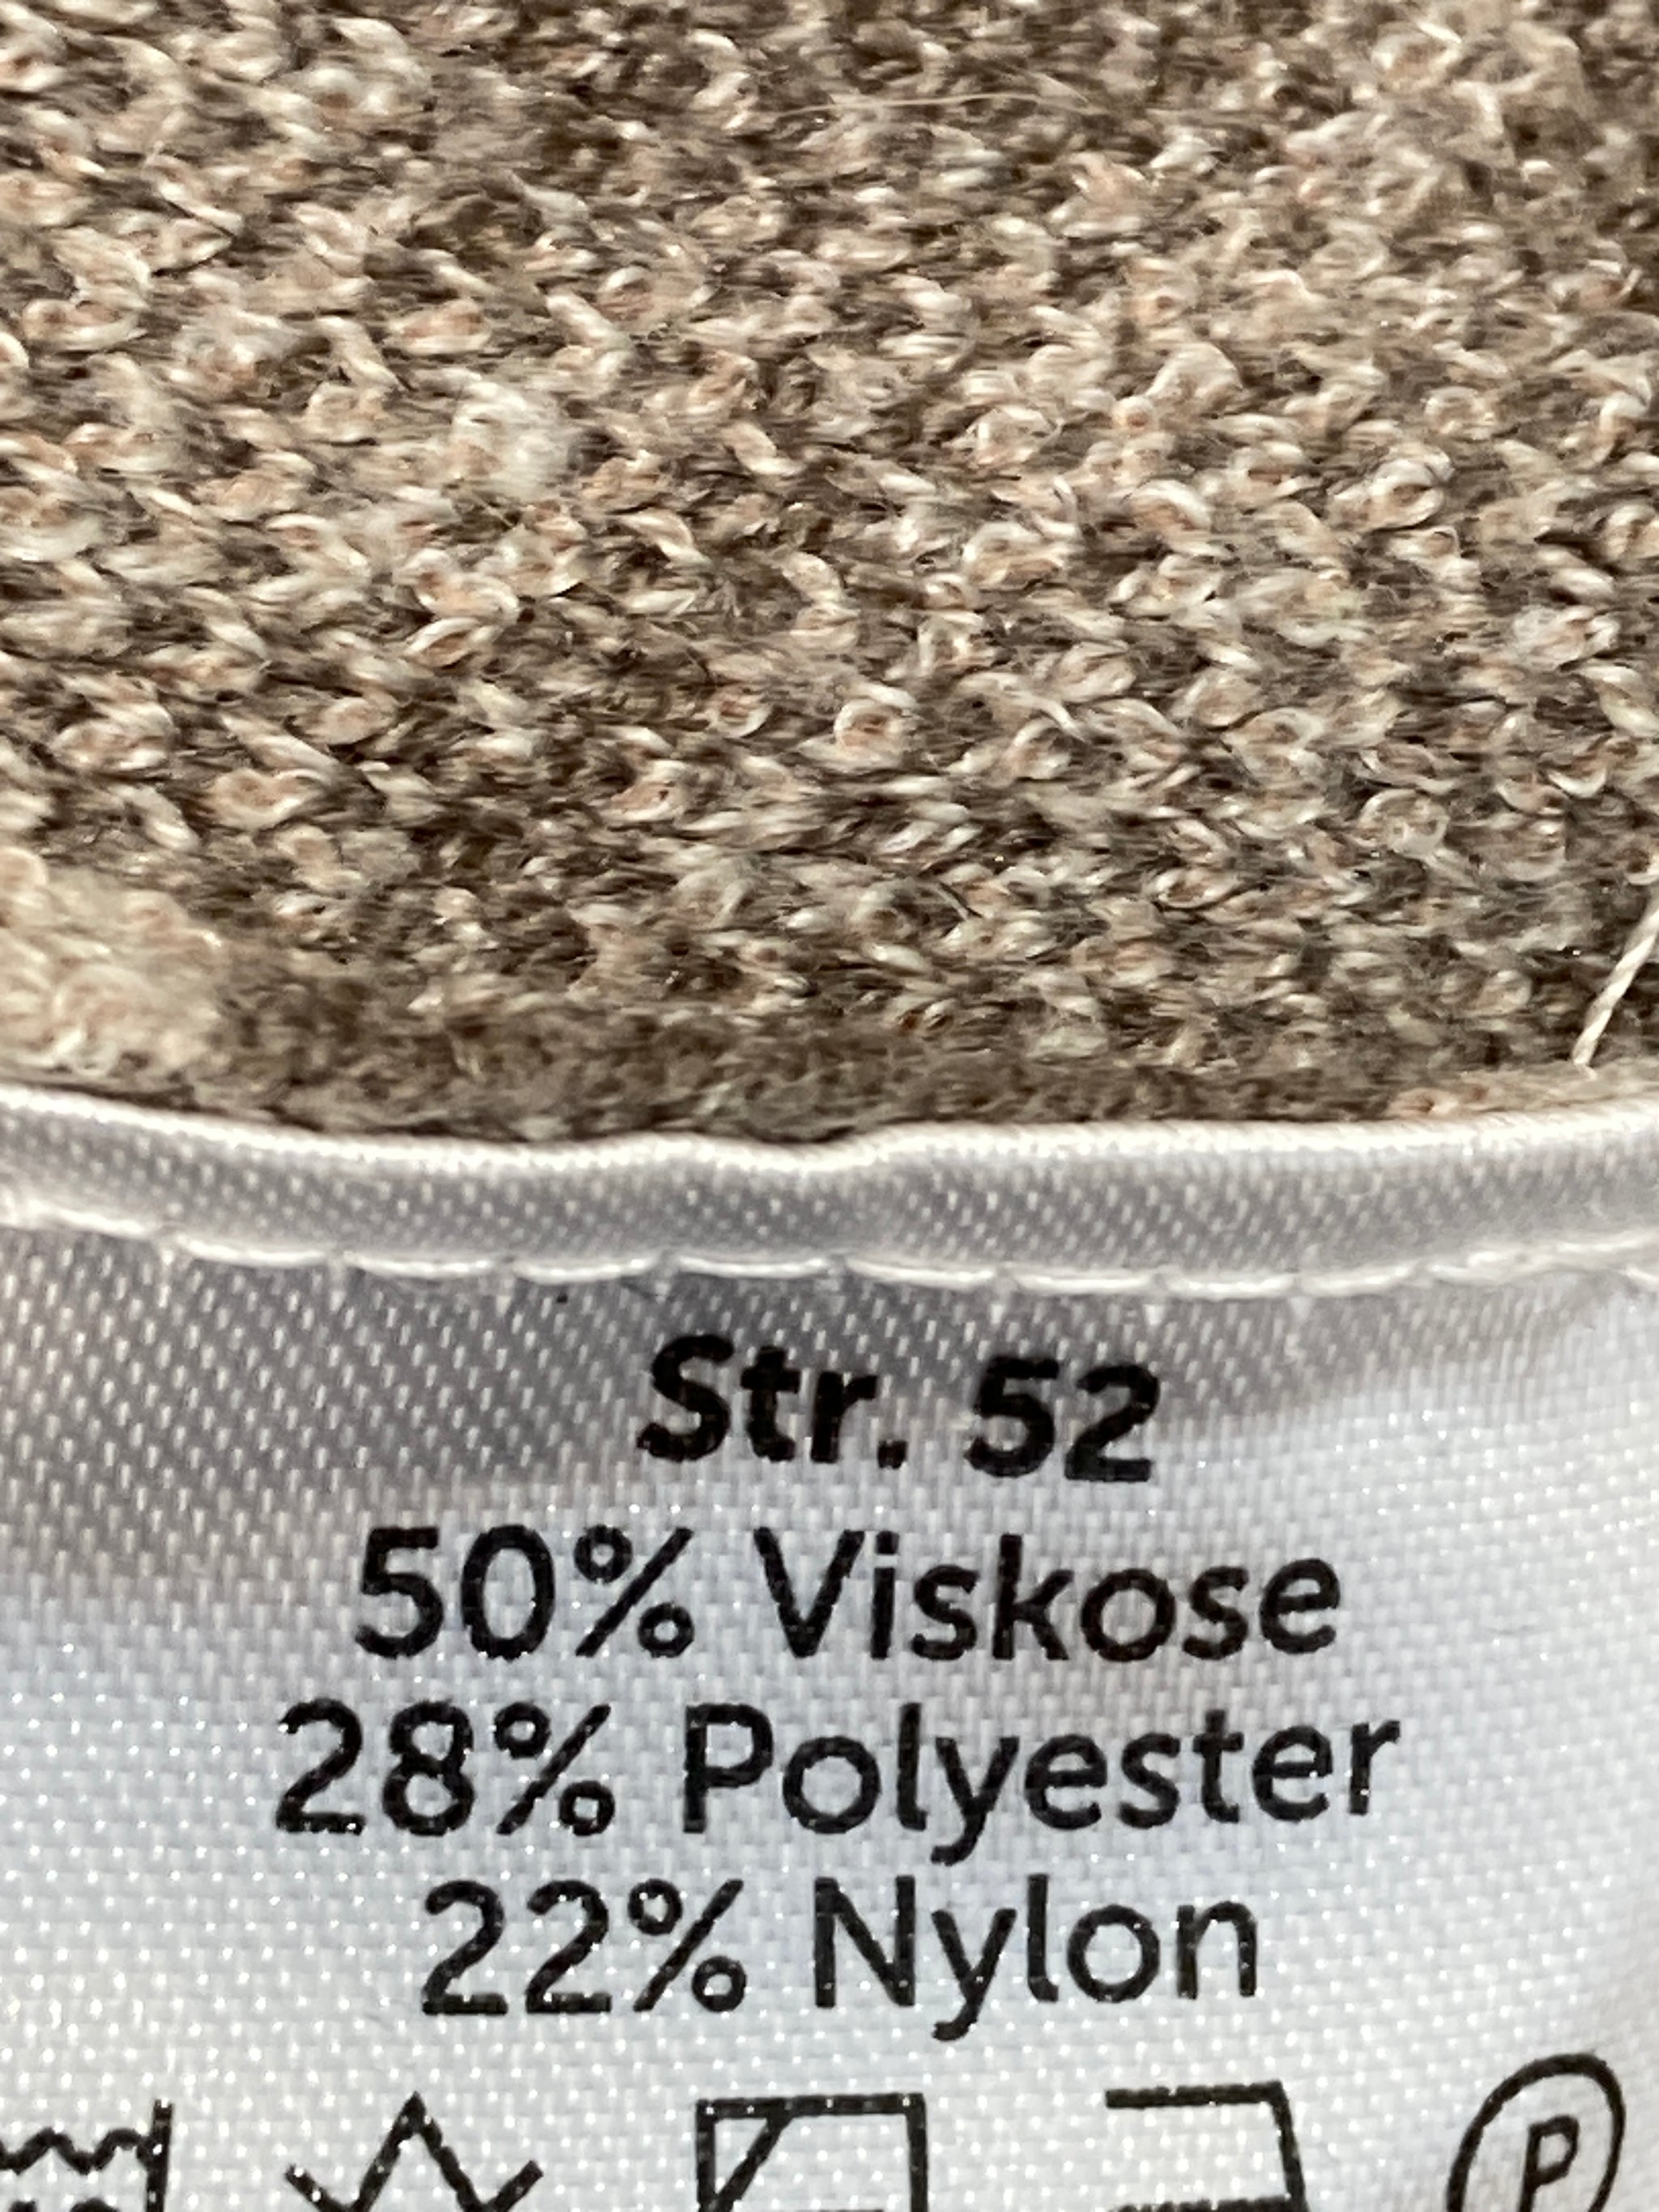 Str. 52
50% Viskose
28% Polyester
22% Nylon
P